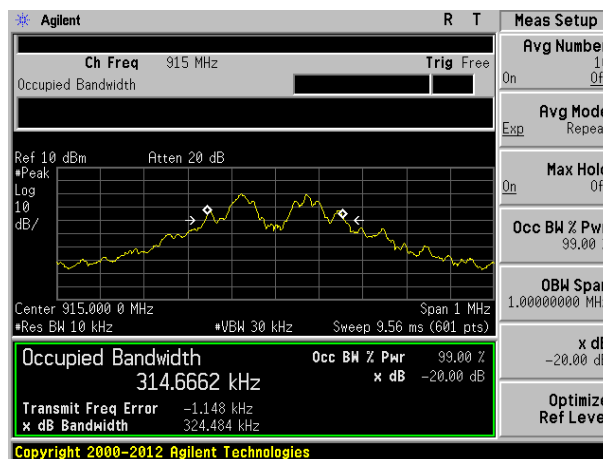 Agilent R T
Ch Freq 915 MHz Trig Free
Occupied Bandwidth
Ref 10 dBm Atten 20 dB
#Peak
Log
10
dB/
Center 915.000 0 MHz Span 1 MHz
#Res BW 10 kHz #VBW 30 kHz Sweep 9.56 ms (601 pts)
Occupied Bandwidth Occ BW % Pwr 99.00 %
314.6662 kHz x dB -20.00 dB
Transmit Freq Error -1.148 kHz
x dB Bandwidth 324.484 kHz
Copyright 2000-2012 Agilent Technologies
Meas Setup
Avg Number
10
On Of
Avg Mode
Exp Repea
Max Hold
On Of
Occ BW % Pwr
99.00 %
OBW Span
1.00000000 MH
x dB
-20.00 dB
Optimize
Ref Level